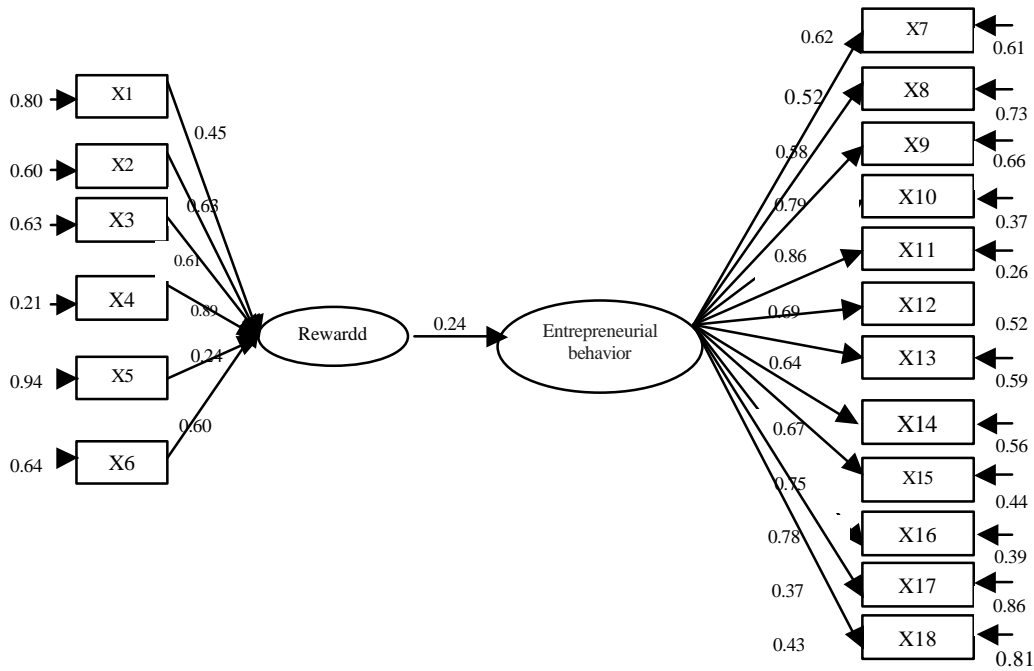 0.80
X1
0.45
0.60
X2
0.63
0.63
X3
0.61
0.21
X4
0.89
0.94
X5
0.24
0.64
X6
0.60
Rewardd
0.24
Entrepreneurial
behavior
0.62
X7
0.61
0.52
X8
0.73
0.58
X9
0.66
0.79
X10
0.37
0.86
X11
0.26
0.69
X12
0.52
0.64
X13
0.59
0.67
X14
0.56
0.75
X15
0.44
0.78
X16
0.39
0.37
X17
0.86
0.43
X18
0.81